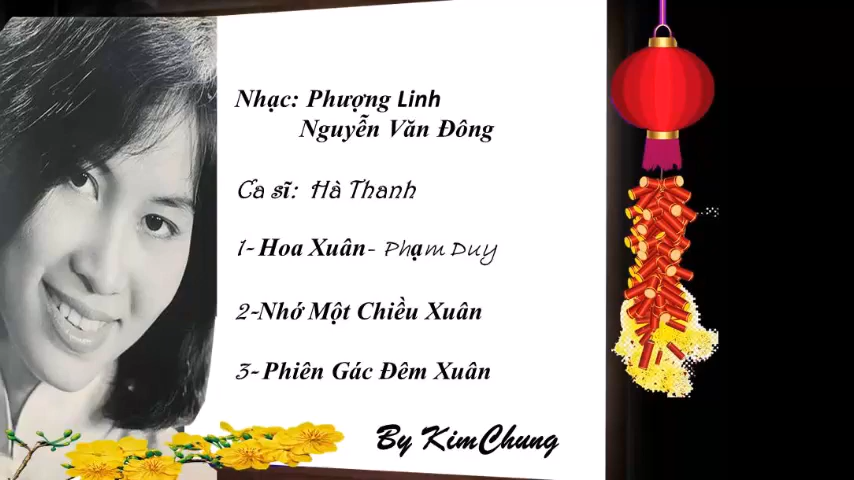 Nhạc: Phượng Linh
Nguyễn Văn Đông
Ca sĩ: Hà Thanh
1- Hoa Xuân- Phạm Duy
2-Nhớ Một Chiều Xuân
3-Phiên Gác Đêm Xuân
By KimChung